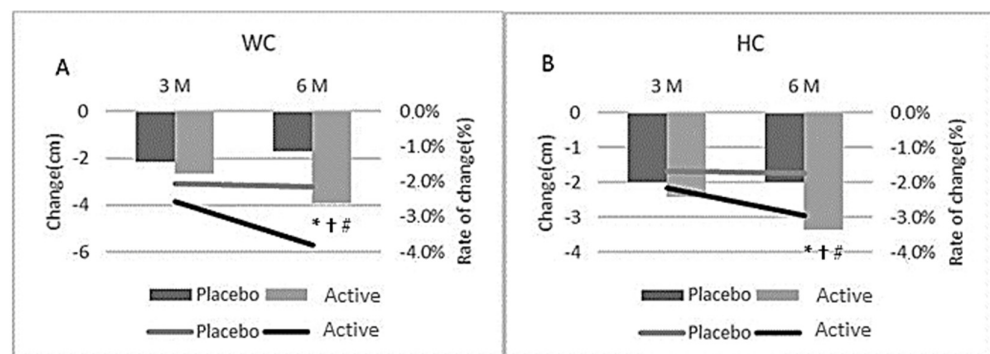 WC
A
3 M 6 M
0 0.0%
-1.0%
-2
-2.0%
-4
-3.0%
* † #
-6 -4.0%
Change(cm)
Rate of change(%)
Placebo Active
Placebo Active
HC
B
3 M 6 M
0 0.0%
-1 -1.0%
-2 -2.0%
-3 -3.0%
-4 * † # -4.0%
Change(cm)
Rate of change(%)
Placebo Active
Placebo Active